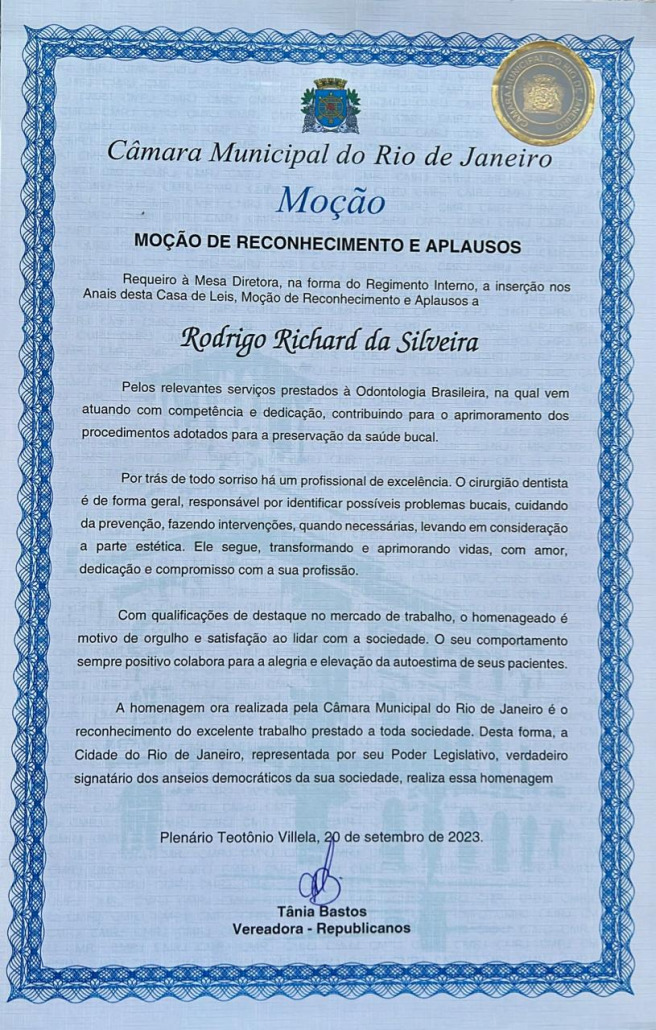 CÂMARA MUNICIPAL DO RIO DE JANEIRO
Câmara Municipal do Rio de Janeiro
Moção
MOÇÃO DE RECONHECIMENTO E APLAUSOS
Requeiro à Mesa Diretora, na forma do Regimento Interno, a inserção nos
Anais desta Casa de Leis, Moção de Reconhecimento e Aplausos a
Rodrigo Richard da Silveira
Pelos relevantes serviços prestados à Odontologia Brasileira, na qual vem
atuando com competência e dedicação, contribuindo para o aprimoramento dos
procedimentos adotados para a preservação da saúde bucal.
Por trás de todo sorriso há um profissional de excelência. O cirurgião dentista
é de forma geral, responsável por identificar possíveis problemas bucais, cuidando
da prevenção, fazendo intervenções, quando necessárias, levando em consideração
a parte estética. Ele segue, transformando e aprimorando vidas, com amor,
dedicação e compromisso com a sua profissão.
Com qualificações de destaque no mercado de trabalho, o homenageado é
motivo de orgulho e satisfação ao lidar com a sociedade. O seu comportamento
sempre positivo colabora para a alegria e elevação da autoestima de seus pacientes.
A homenagem ora realizada pela Câmara Municipal do Rio de Janeiro é o
reconhecimento do excelente trabalho prestado a toda sociedade. Desta forma, a
Cidade do Rio de Janeiro, representada por seu Poder Legislativo, verdadeiro
signatário dos anseios democráticos da sua sociedade, realiza essa homenagem
Plenário Teotônio Villela, 20 de setembro de 2023.
Tânia Bastos
Vereadora - Republicanos